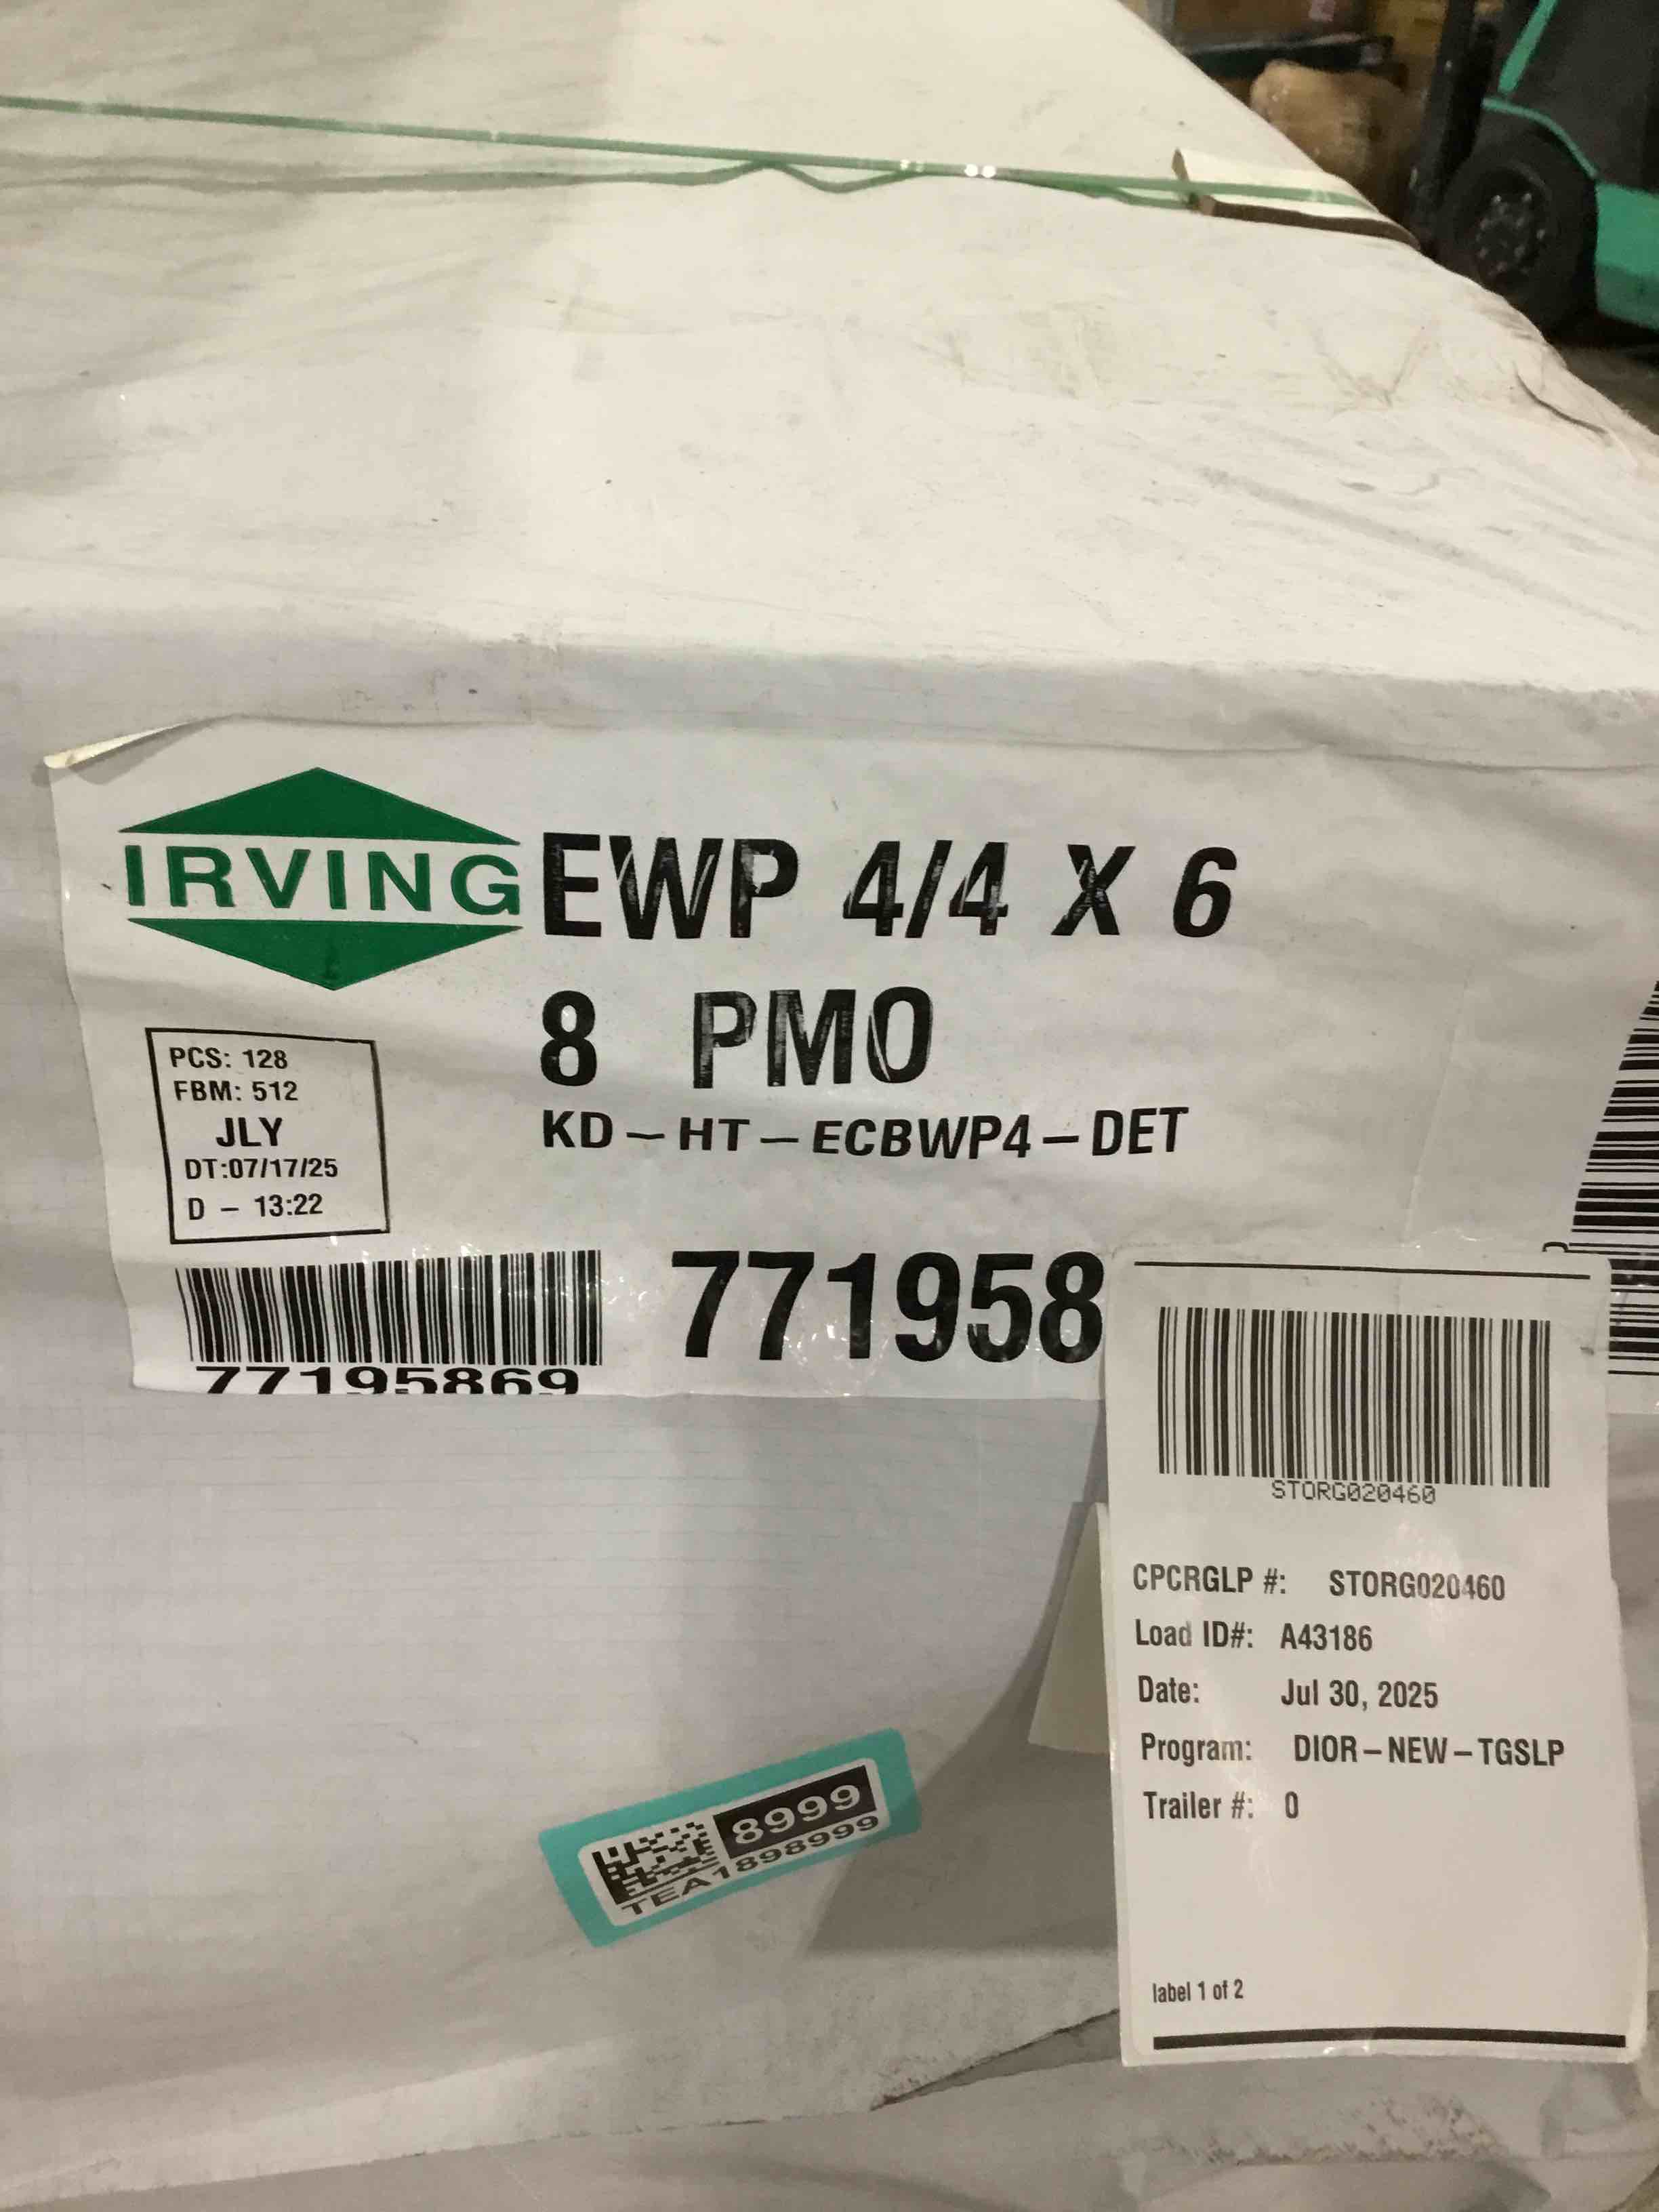 IRVING
EWP 4/4 X 6
8 PMO
KD-HT-ECBWP4-DET
PCS: 128
FBM: 512
JLY
DT:07/17/25
D - 13:22
77195869
771958
STORG020460
CPCRGLP #: STORG020460
Load ID#: A43186
Date: Jul 30, 2025
Program: DIOR-NEW-TGSLP
Trailer #: 0
label 1 of 2
8999
TEA1898999